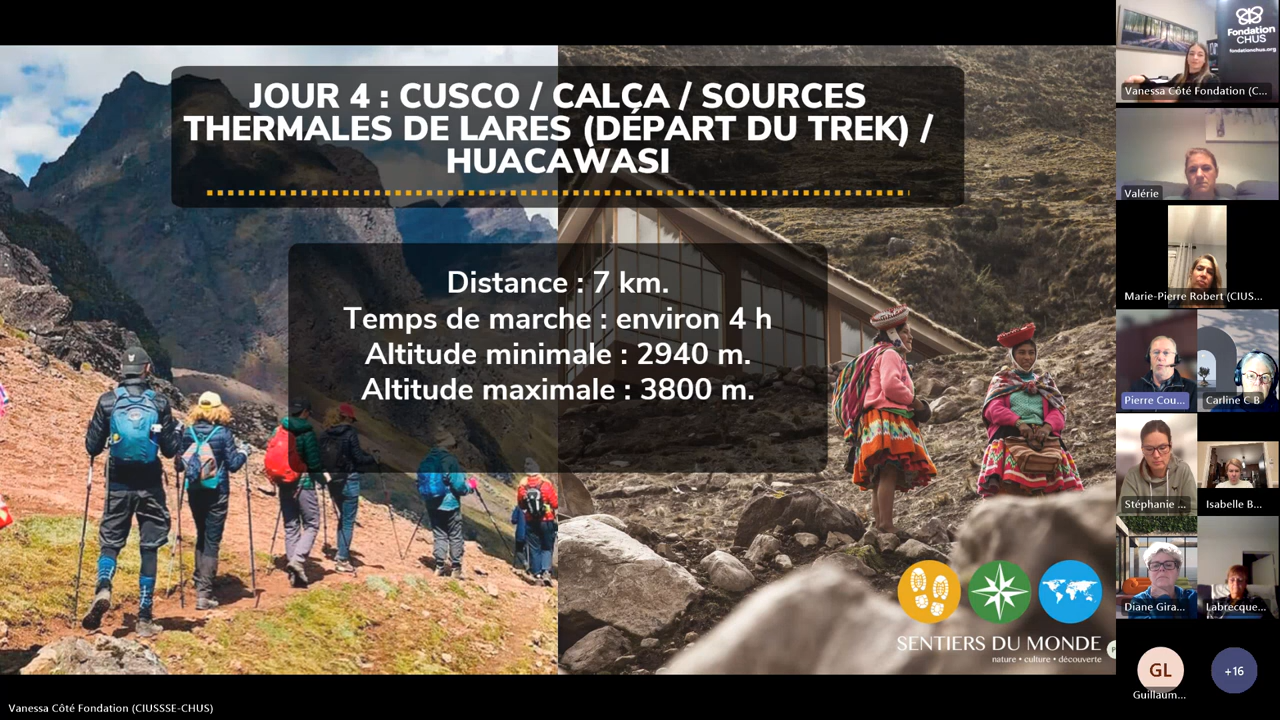 JOUR 4 : CUSCO / CALÇA / SOURCES
THERMALES DE LARES (DÉPART DU TREK) /
HUACAWASI
Distance : 7 km.
Temps de marche : environ 4 h
Altitude minimale : 2940 m.
Altitude maximale : 3800 m.
SENTIERS DU MONDE
nature • culture • découverte
P
Vanessa Côté Fondation (CIUSSSE-CHUS)
Fondation
CHUS
fondationchus.org
Vanessa Côté Fondation (C...
Valérie
Marie-Pierre Robert (CIUS...
Pierre Cou...
Carline C B
Stéphanie ...
Isabelle B...
Diane Gira...
Labrecque...
GL
Guillaum...
+16